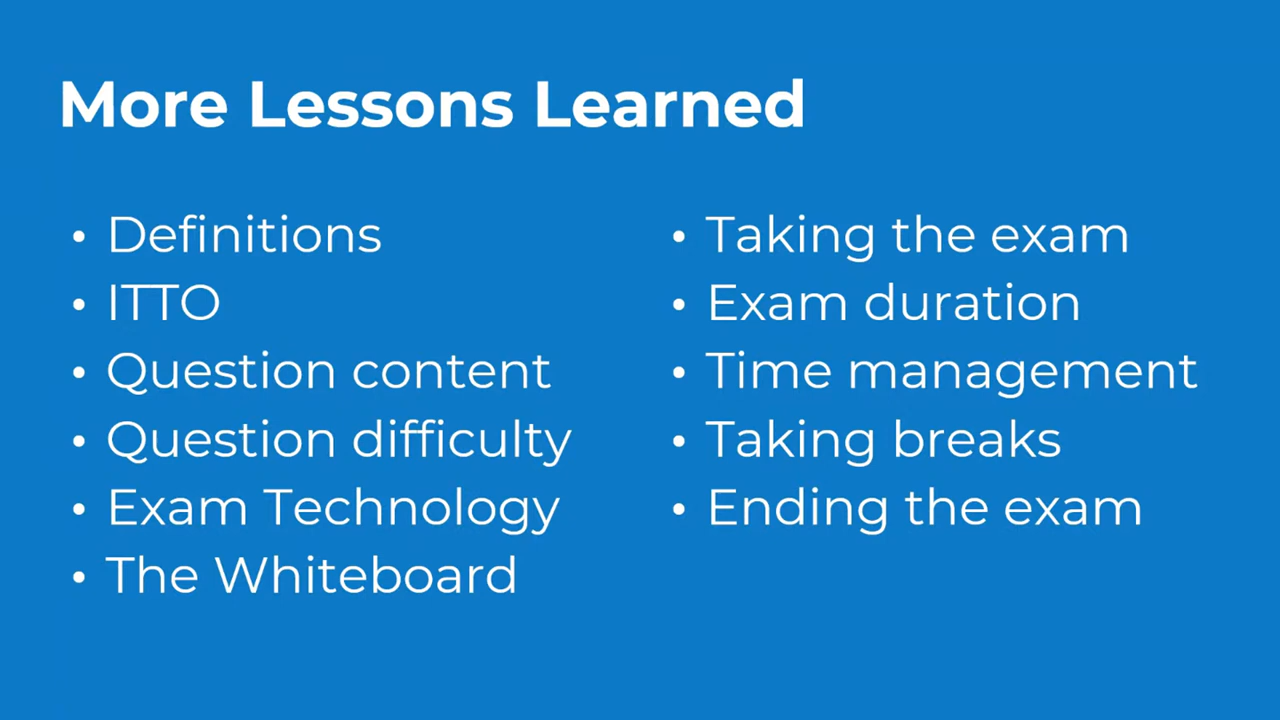 More Lessons Learned
• Definitions
• ITTO
• Question content
• Question difficulty
• Exam Technology
• The Whiteboard
• Taking the exam
• Exam duration
• Time management
• Taking breaks
• Ending the exam